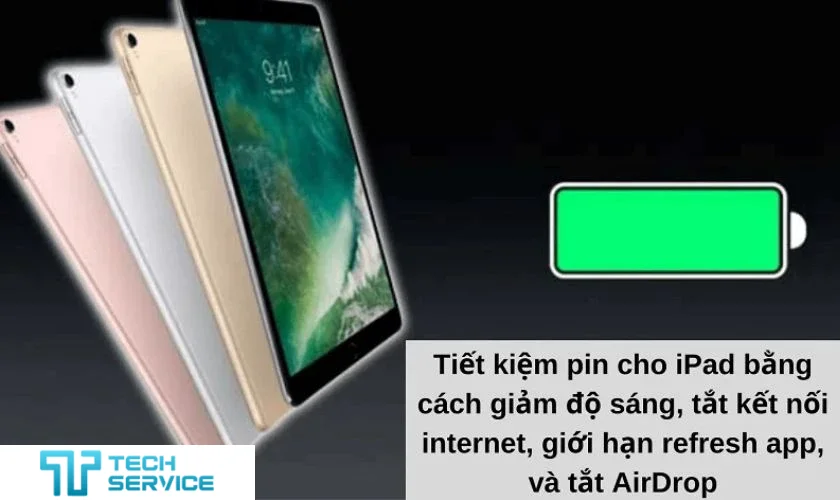 9:41
Tiết kiệm pin cho iPad bằng
cách giảm độ sáng, tắt kết nối
internet, giới hạn refresh app,
và tắt AirDrop
TECH
SERVICE